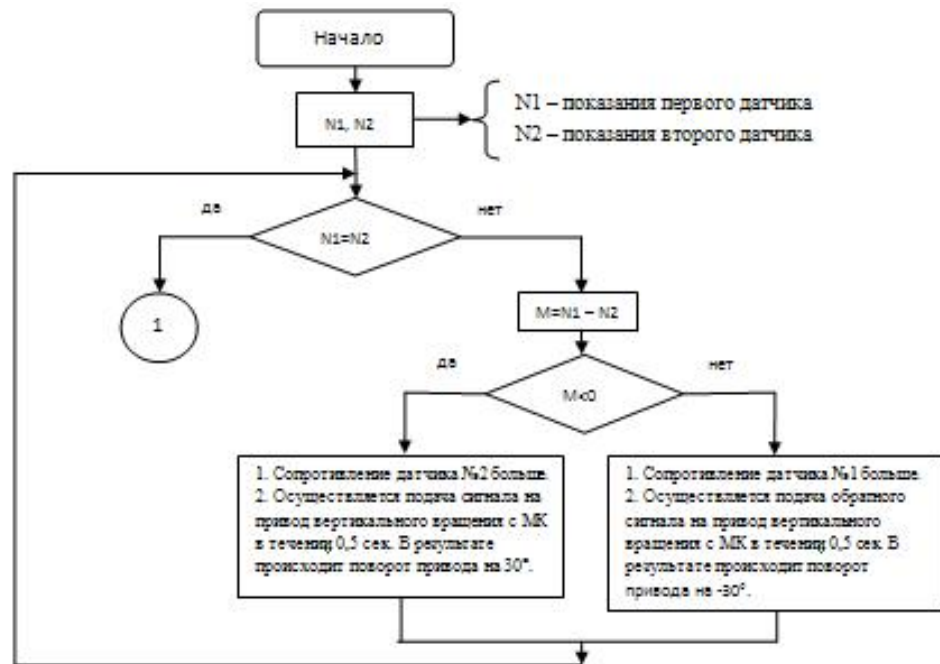 Начало
N1, N2
N1 – показания первого датчика
N2 – показания второго датчика
да
нет
N1=N2
1
M=N1 – N2
да
нет
M<0
1. Сопротивление датчика №2 больше.
2. Осуществляется подача сигнала на
привод вертикального вращения с МК
в течении 0,5 сек. В результате
происходит поворот привода на 30°.
1. Сопротивление датчика №1 больше.
2. Осуществляется подача обратного
сигнала на привод вертикального
вращения с МК в течении 0,5 сек. В
результате происходит поворот
привода на -30°.